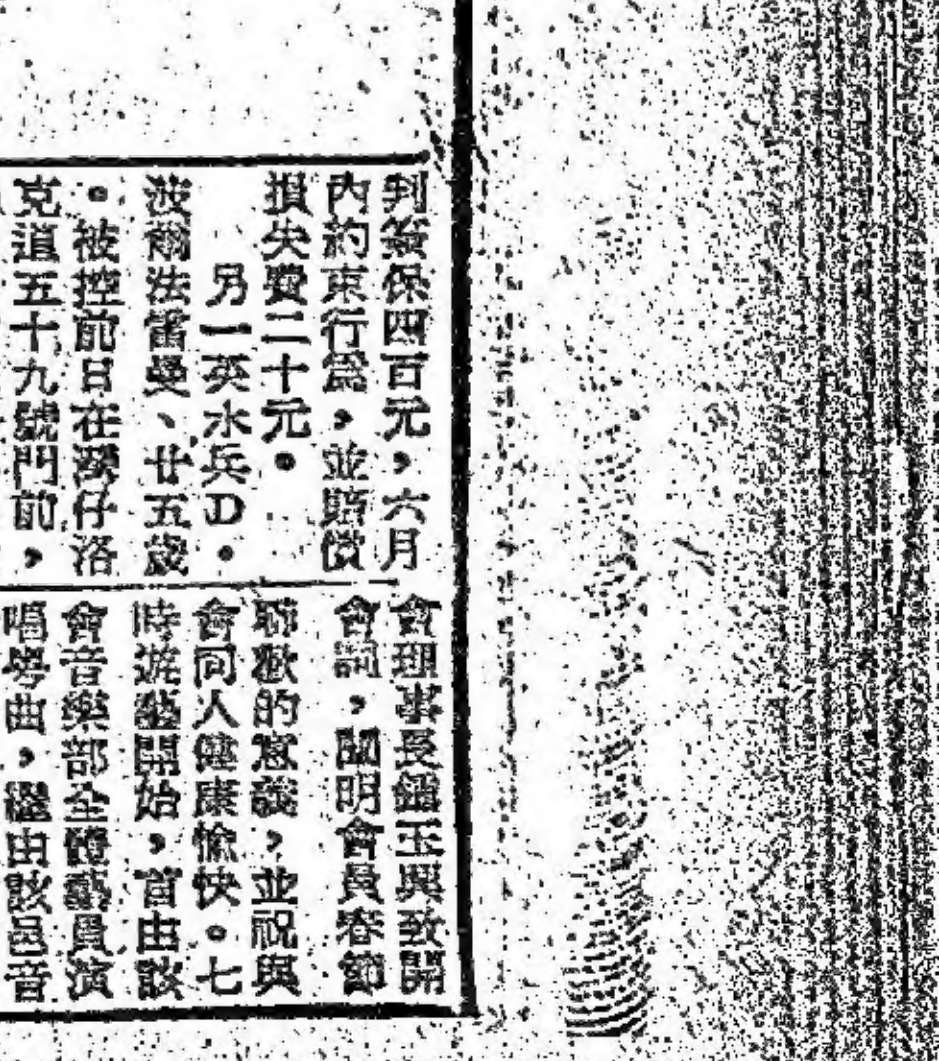 判簽保四百元，六月
內約束行爲，並賠償
損失費二十元。
另一英水兵D·
波爾法雷曼、廿五歲
。被控前日在灣仔洛
克道五十九號門前，
會理事長鍾玉興致開
會詞，闡明會員春節
聯歡的意義，並祝與
會同人健康愉快。七
時遊藝開始，首由該
會音樂部全體藝員演
唱粵曲，繼由該邑音